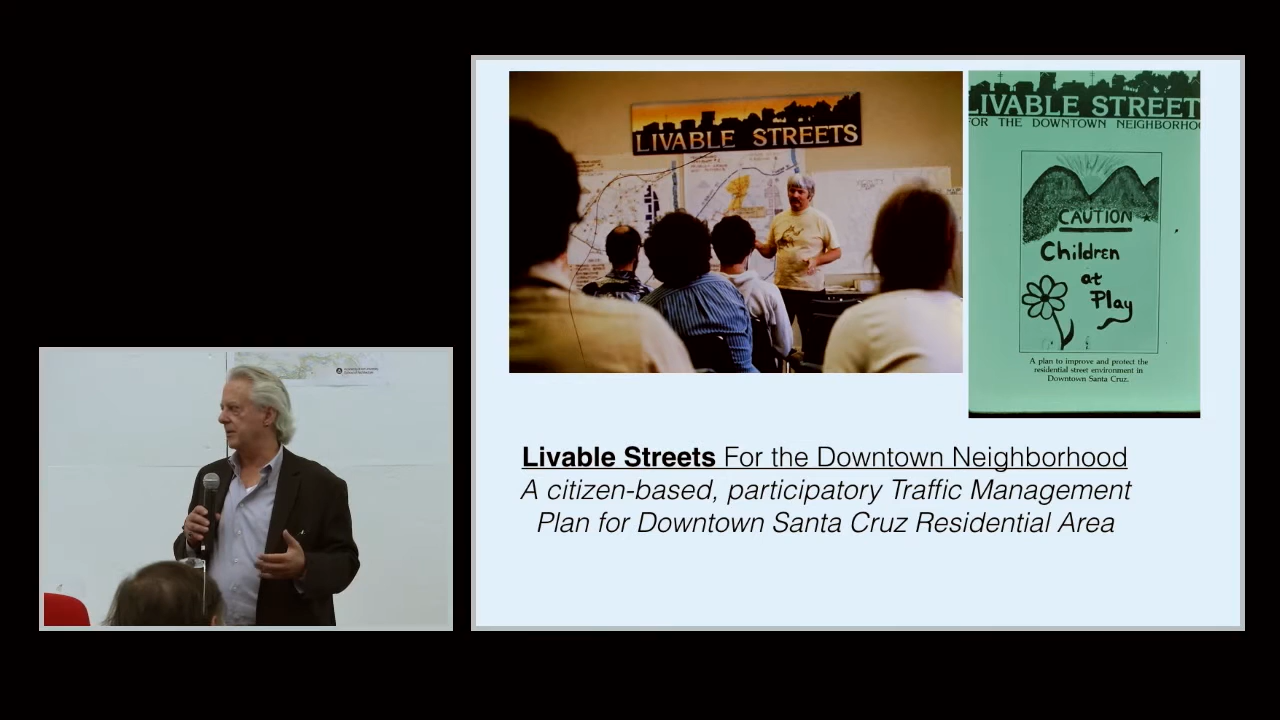 LIVABLE STREETS
LIVABLE STREET
FOR THE DOWNTOWN NEIGHBORHO
CAUTION
Children
at
Play
A plan to improve and protect the
residential street environment in
Downtown Santa Cruz.
Livable Streets For the Downtown Neighborhood
A citizen-based, participatory Traffic Management
Plan for Downtown Santa Cruz Residential Area